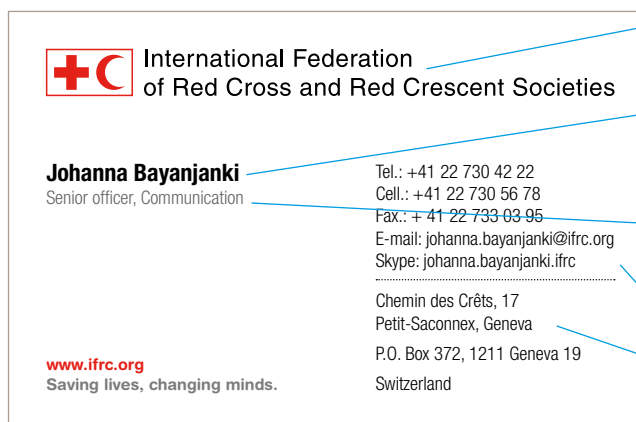 International Federation
of Red Cross and Red Crescent Societies
Johanna Bayanjanki
Senior officer, Communication
Tel.: +41 22 730 42 22
Cell.: +41 22 730 56 78
Fax.: + 41 22 733 03 95
E-mail: johanna.bayanjanki@ifrc.org
Skype: johanna.bayanjanki.ifrc
Chemin des Crêts, 17
Petit-Saconnex, Geneva
P.O. Box 372, 1211 Geneva 19
Switzerland
www.ifrc.org
Saving lives, changing minds.